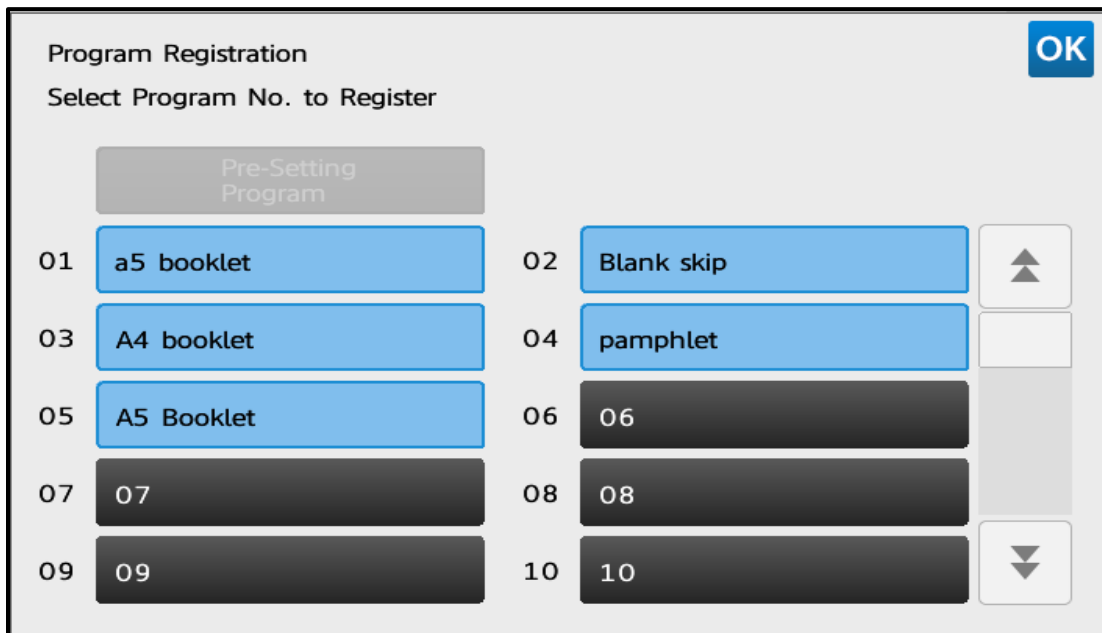 Program Registration
OK
Select Program No. to Register
Pre-Setting
Program
01 a5 booklet 02 Blank skip
03 A4 booklet 04 pamphlet
05 A5 Booklet 06 06
07 07 08 08
09 09 10 10